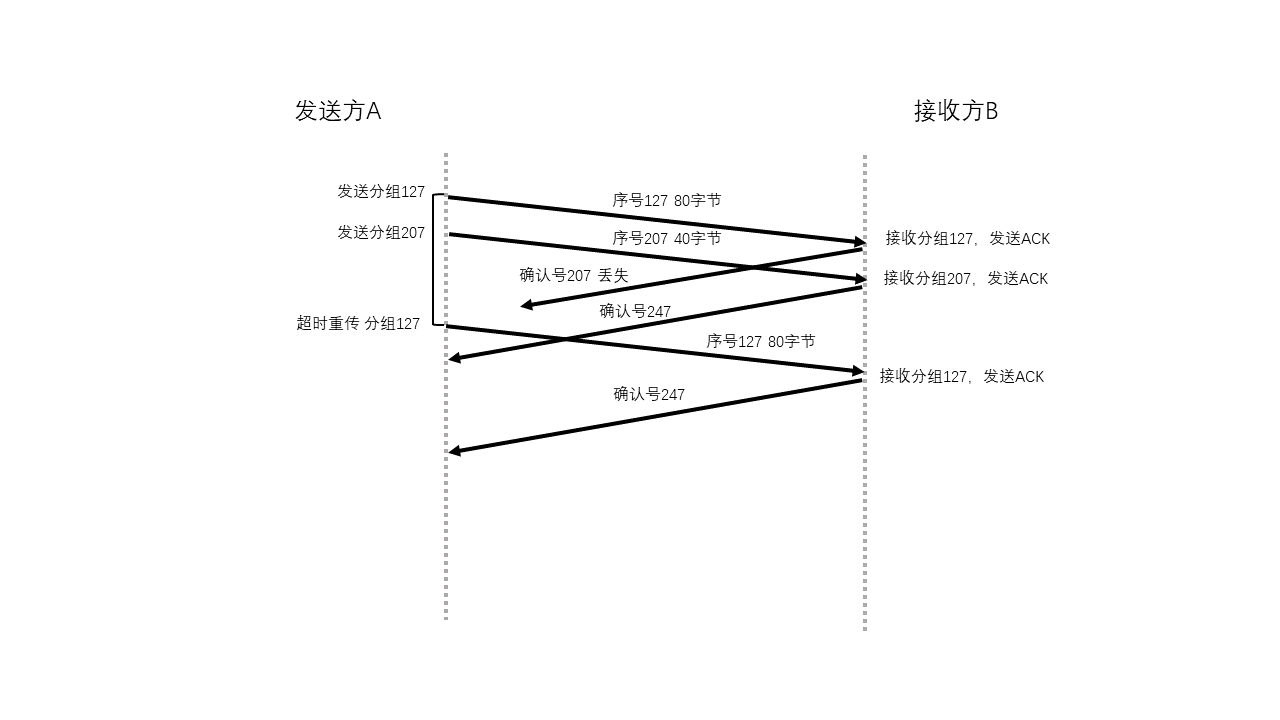 发送方A
接收方B
发送分组127
序号127 80字节
发送分组207
序号207 40字节
接收分组127，发送ACK
确认号207 丢失
接收分组207，发送ACK
确认号247
超时重传 分组127
序号127 80字节
接收分组127，发送ACK
确认号247